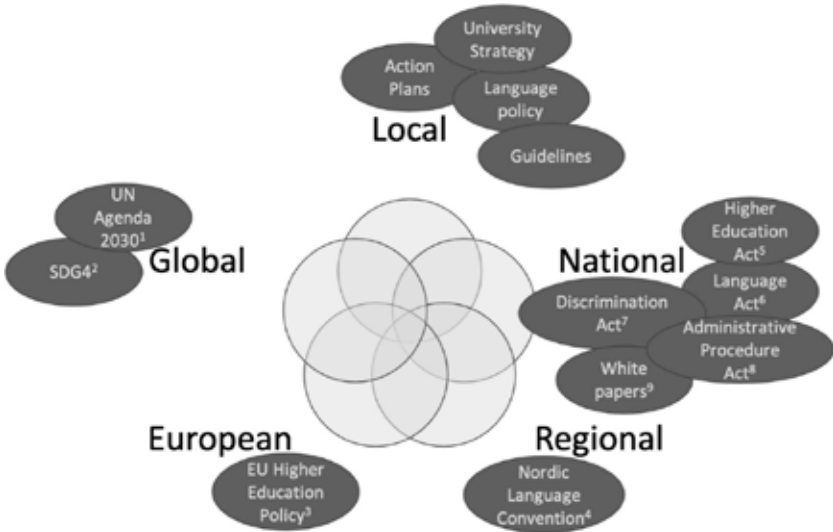 University
Strategy
Action
Plans
Language
policy
Local
Guidelines
UN
Agenda
2030¹
SDG4²
Global
National
Higher
Education
Act⁵
Language
Act⁶
Discrimination
Act⁷
Administrative
Procedure
Act⁸
White
papers⁹
European
EU Higher
Education
Policy³
Regional
Nordic
Language
Convention⁴